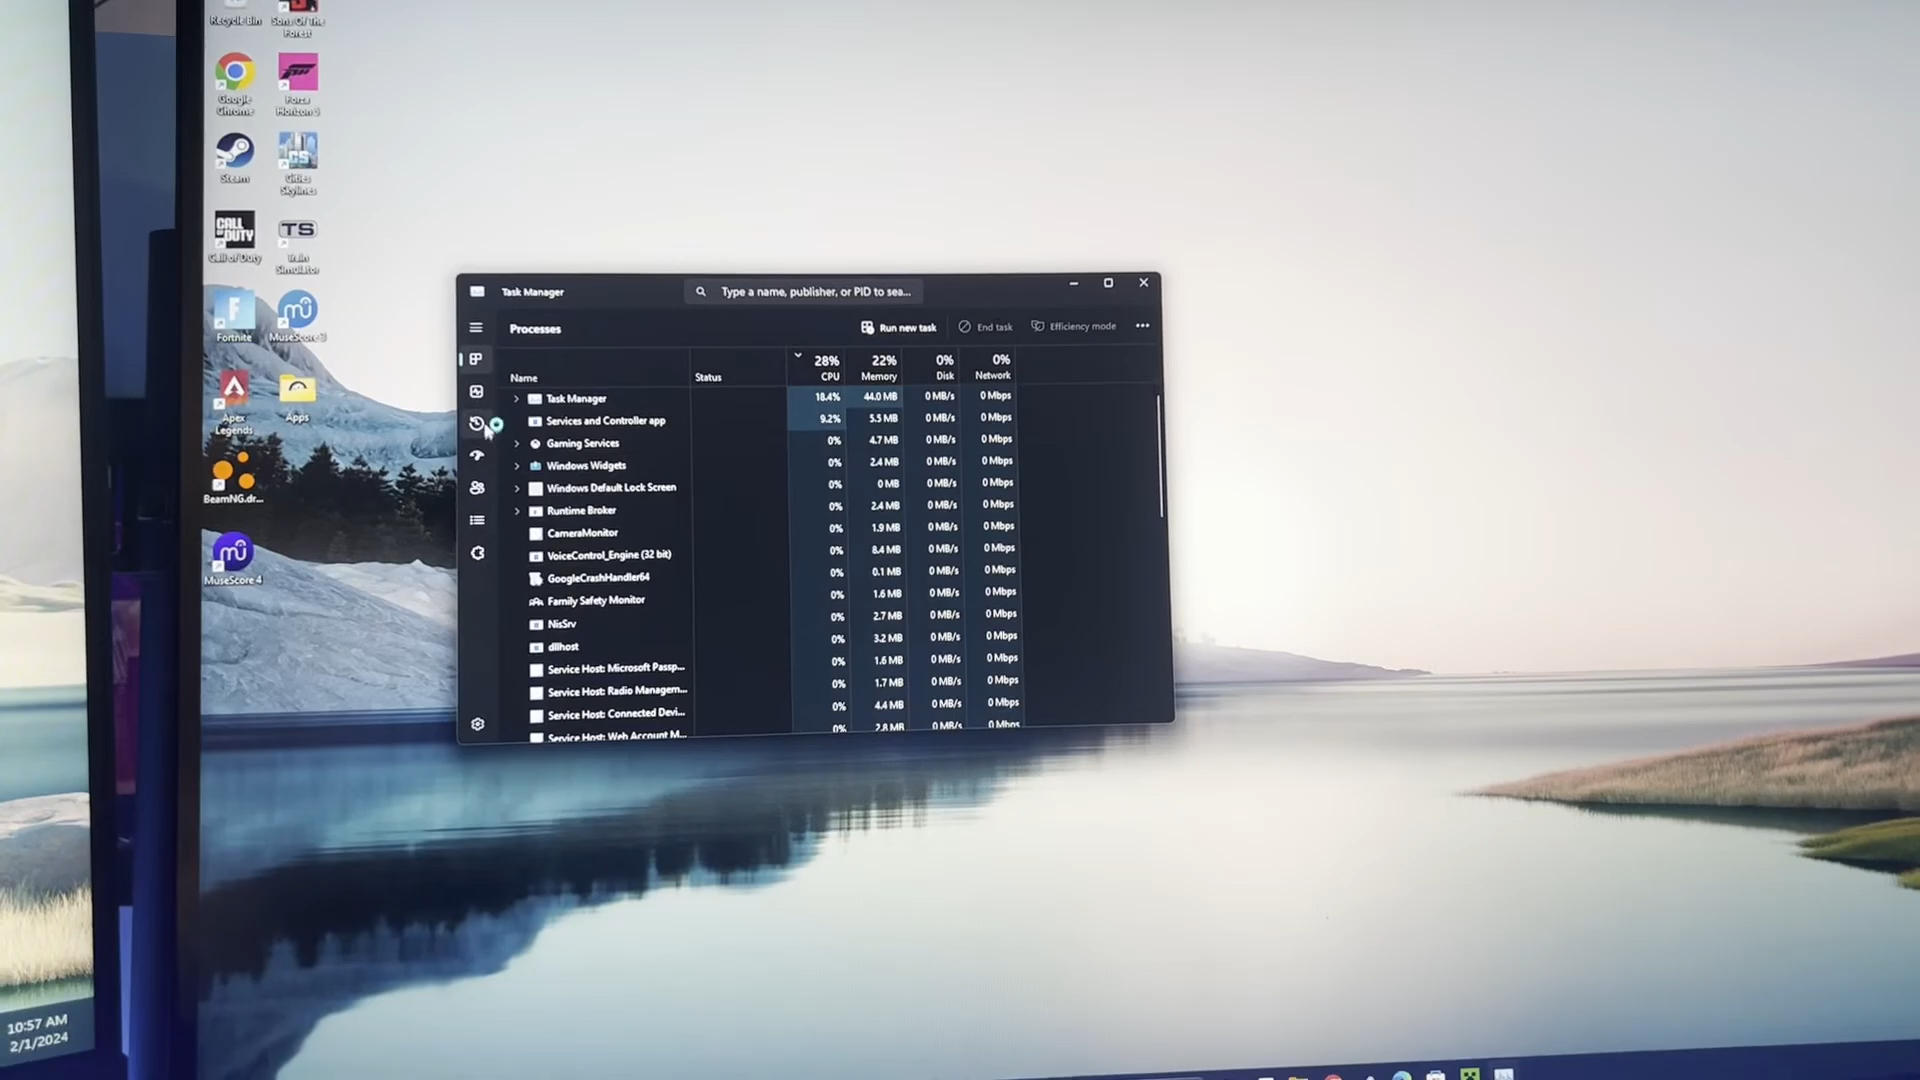 Recycle Bin
Sons Of The
Forest
Google
Chrome
Forza
Horizon 5
Steam
CS
Cities
Skylines
CALL OF DUTY
Call of Duty
TS
Train
Simulator
Fortnite
MuseScore 3
Apex
Legends
Apps
BeamNG.dr...
MuseScore 4
10:57 AM
2/1/2024
Task Manager
Type a name, publisher, or PID to sea...
Processes
Run new task
End task
Efficiency mode
28% 22% 0% 0%
Name Status CPU Memory Disk Network
Task Manager 18.4% 44.0 MB 0 MB/s 0 Mbps
Services and Controller app 9.2% 5.5 MB 0 MB/s 0 Mbps
Gaming Services 0% 4.7 MB 0 MB/s 0 Mbps
Windows Widgets 0% 2.4 MB 0 MB/s 0 Mbps
Windows Default Lock Screen 0% 0 MB 0 MB/s 0 Mbps
Runtime Broker 0% 2.4 MB 0 MB/s 0 Mbps
CameraMonitor 0% 1.9 MB 0 MB/s 0 Mbps
VoiceControl_Engine (32 bit) 0% 8.4 MB 0 MB/s 0 Mbps
GoogleCrashHandler64 0% 0.1 MB 0 MB/s 0 Mbps
Family Safety Monitor 0% 1.6 MB 0 MB/s 0 Mbps
NisSrv 0% 2.7 MB 0 MB/s 0 Mbps
dllhost 0% 3.2 MB 0 MB/s 0 Mbps
Service Host: Microsoft Passp... 0% 1.6 MB 0 MB/s 0 Mbps
Service Host: Radio Managem... 0% 1.7 MB 0 MB/s 0 Mbps
Service Host: Connected Devi... 0% 4.4 MB 0 MB/s 0 Mbps
Service Host: Web Account M... 0% 2.8 MB 0 MB/s 0 Mbps